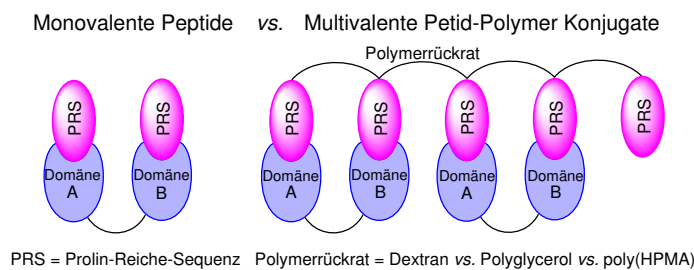 Monovalente Peptide vs. Multivalente Petid-Polymer Konjugate
Polymerrückrat
PRS PRS PRS PRS PRS PRS PRS
Domäne A
Domäne B
Domäne A
Domäne B
Domäne A
Domäne B
PRS = Prolin-Reiche-Sequenz Polymerrückrat = Dextran vs. Polyglycerol vs. poly(HPMA)